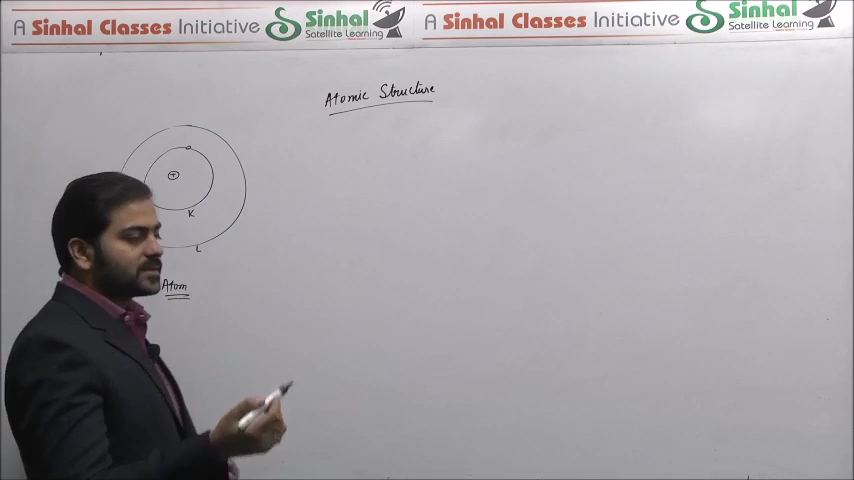 A Sinhal Classes Initiative Sinhal A Sinhal Classes Initiative Sinhal
Satellite Learning Satellite Learning
Atomic Structure
+
K
L
Atom